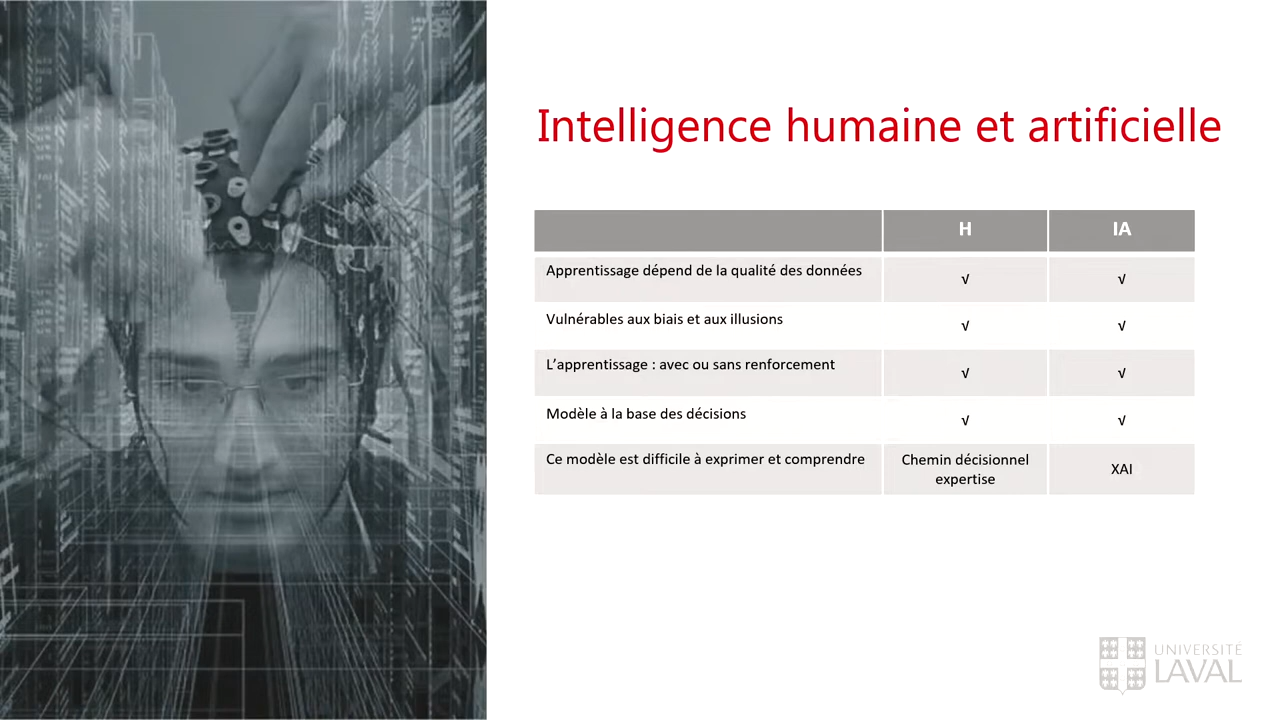 Intelligence humaine et artificielle
H IA
Apprentissage dépend de la qualité des données √ √
Vulnérables aux biais et aux illusions √ √
L’apprentissage : avec ou sans renforcement √ √
Modèle à la base des décisions √ √
Ce modèle est difficile à exprimer et comprendre Chemin décisionnel XAI
expertise
UNIVERSITÉ
LAVAL